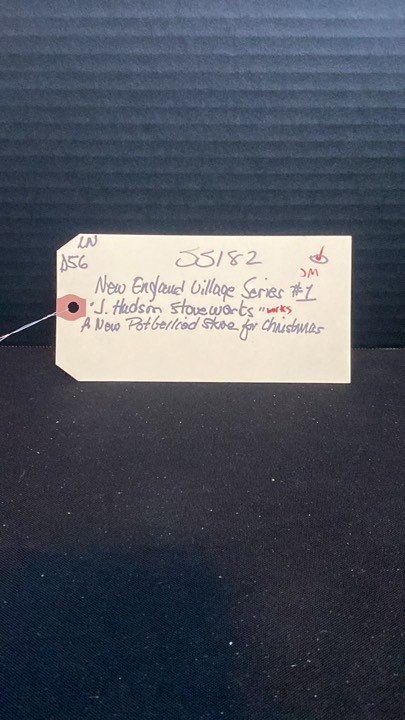 LN
D56
55182
JM
New England Village Series #1
"J. Hudson Stoveworks" works
A New Potbellied Stove for Christmas